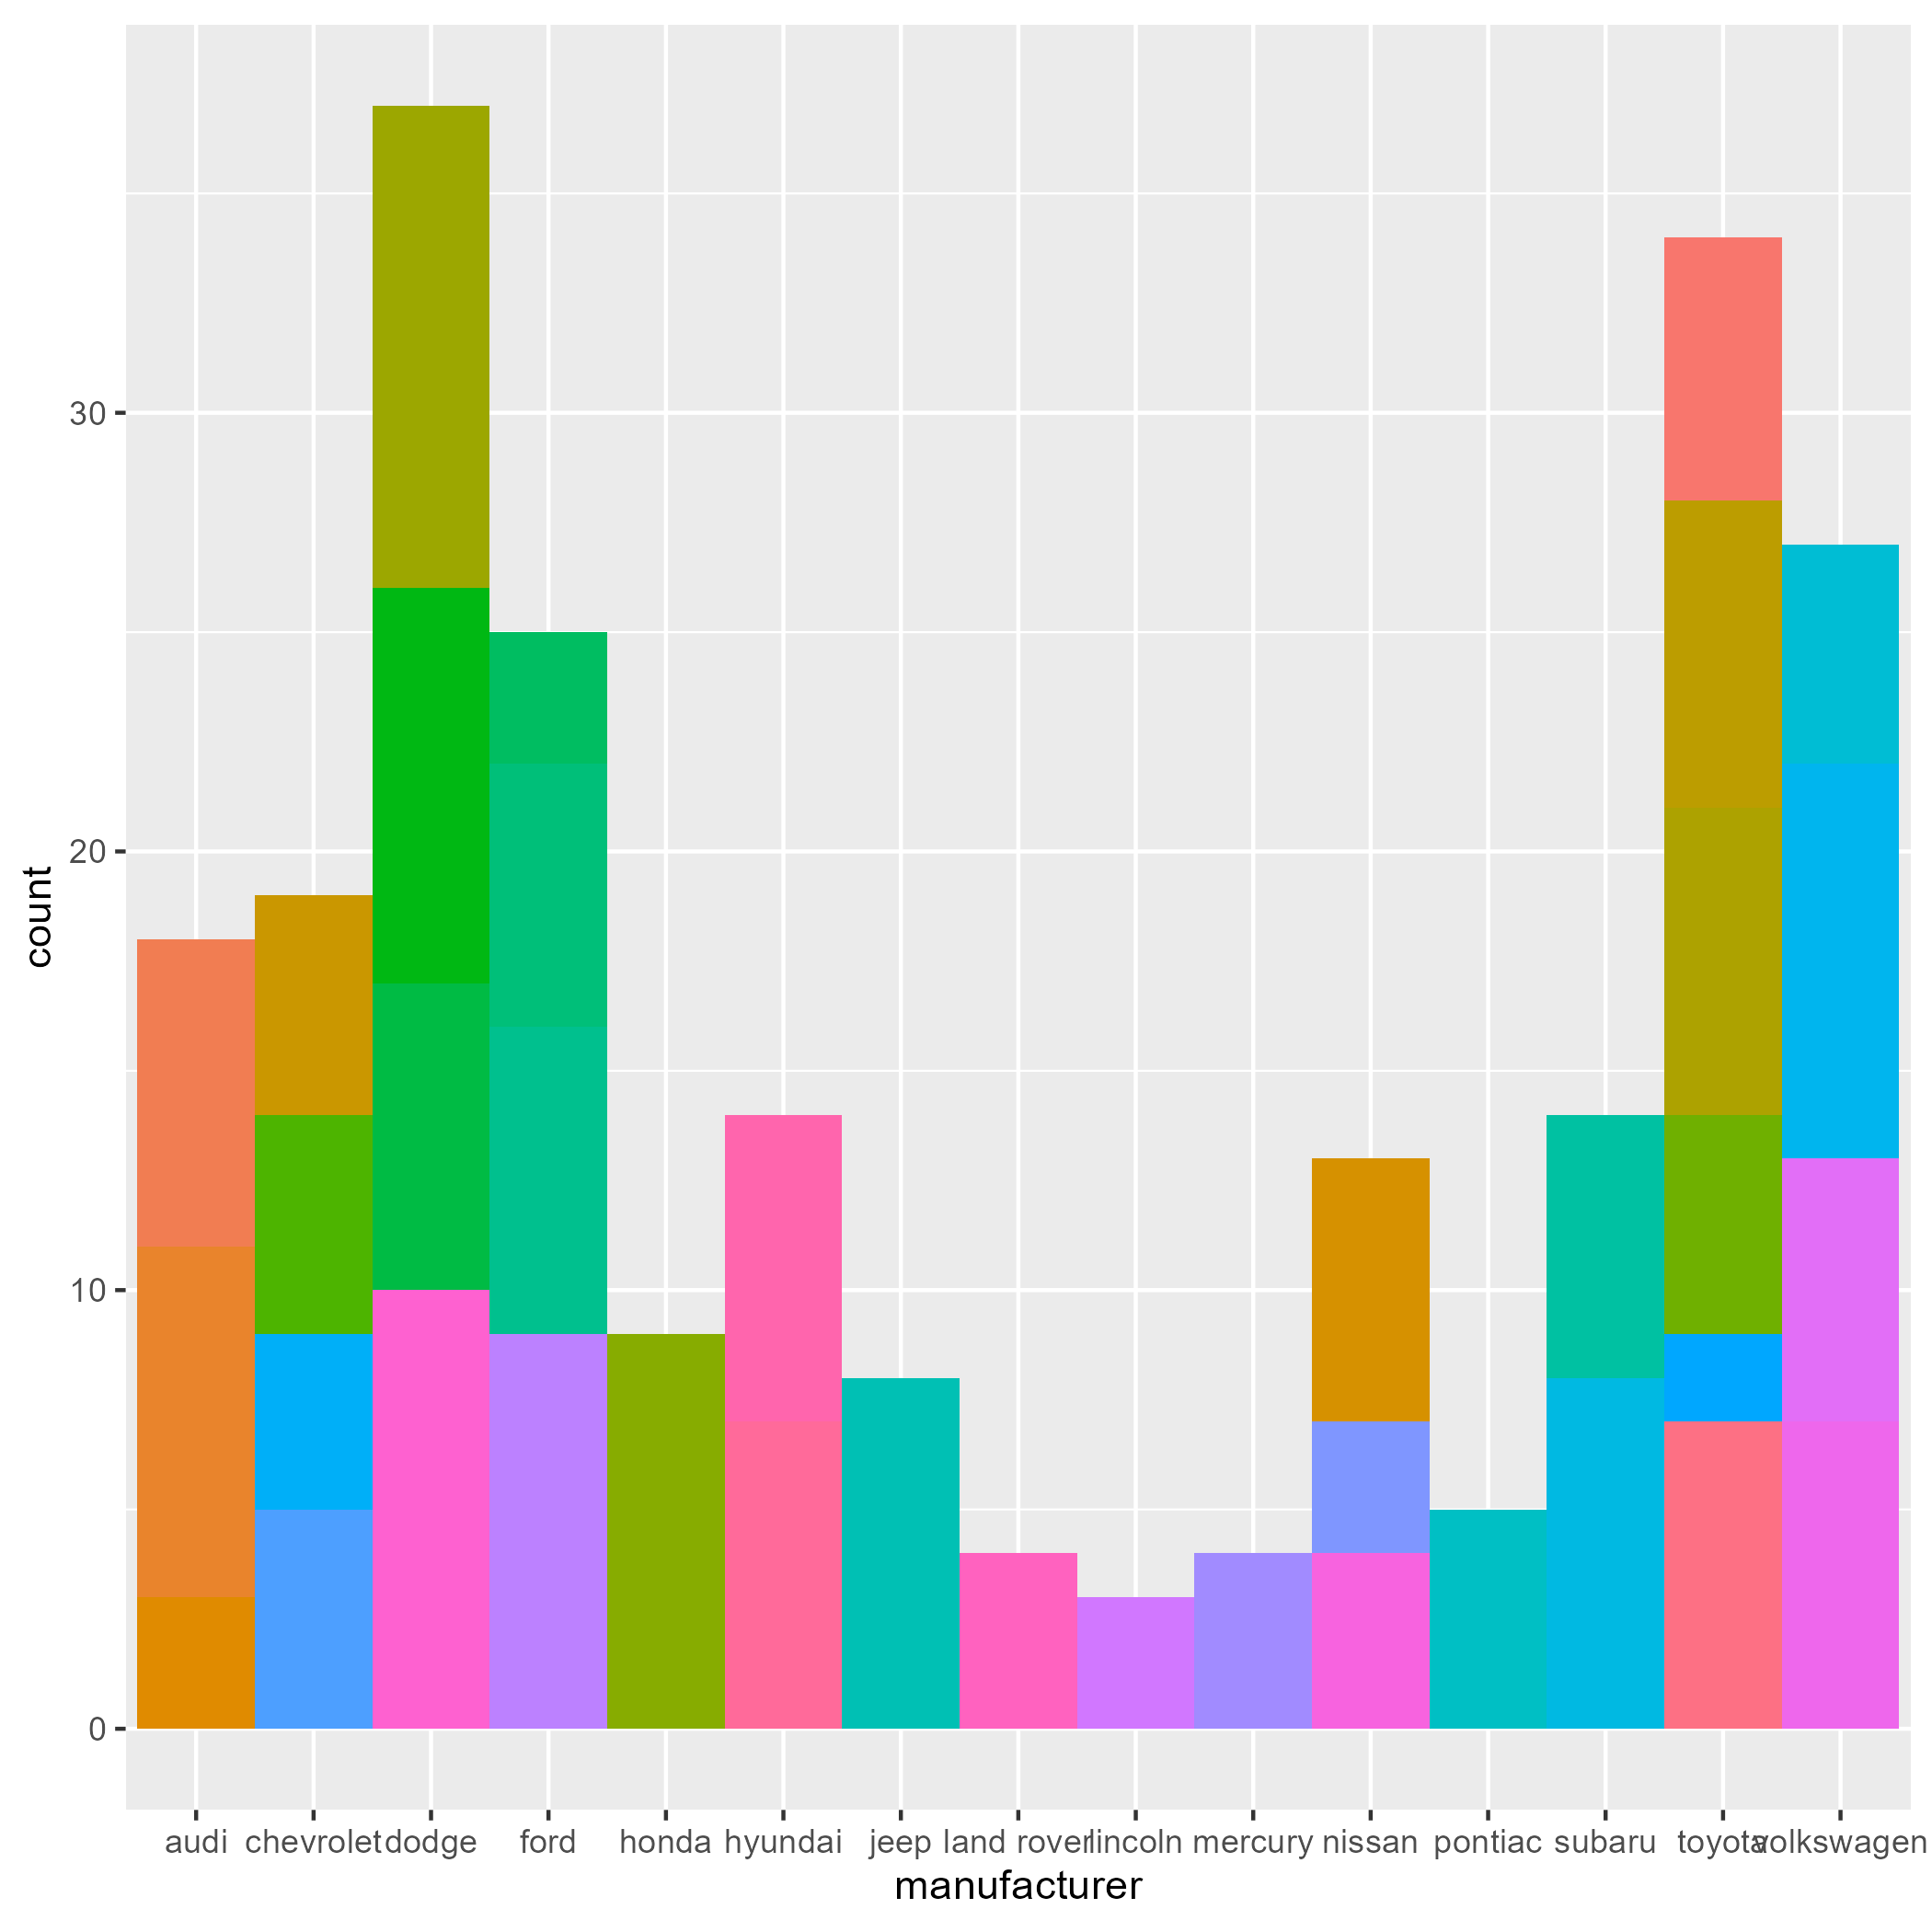 30
20
10
0
count
audi chevrolet dodge ford honda hyundai jeep land rover lincoln mercury nissan pontiac subaru toyota volkswagen
manufacturer